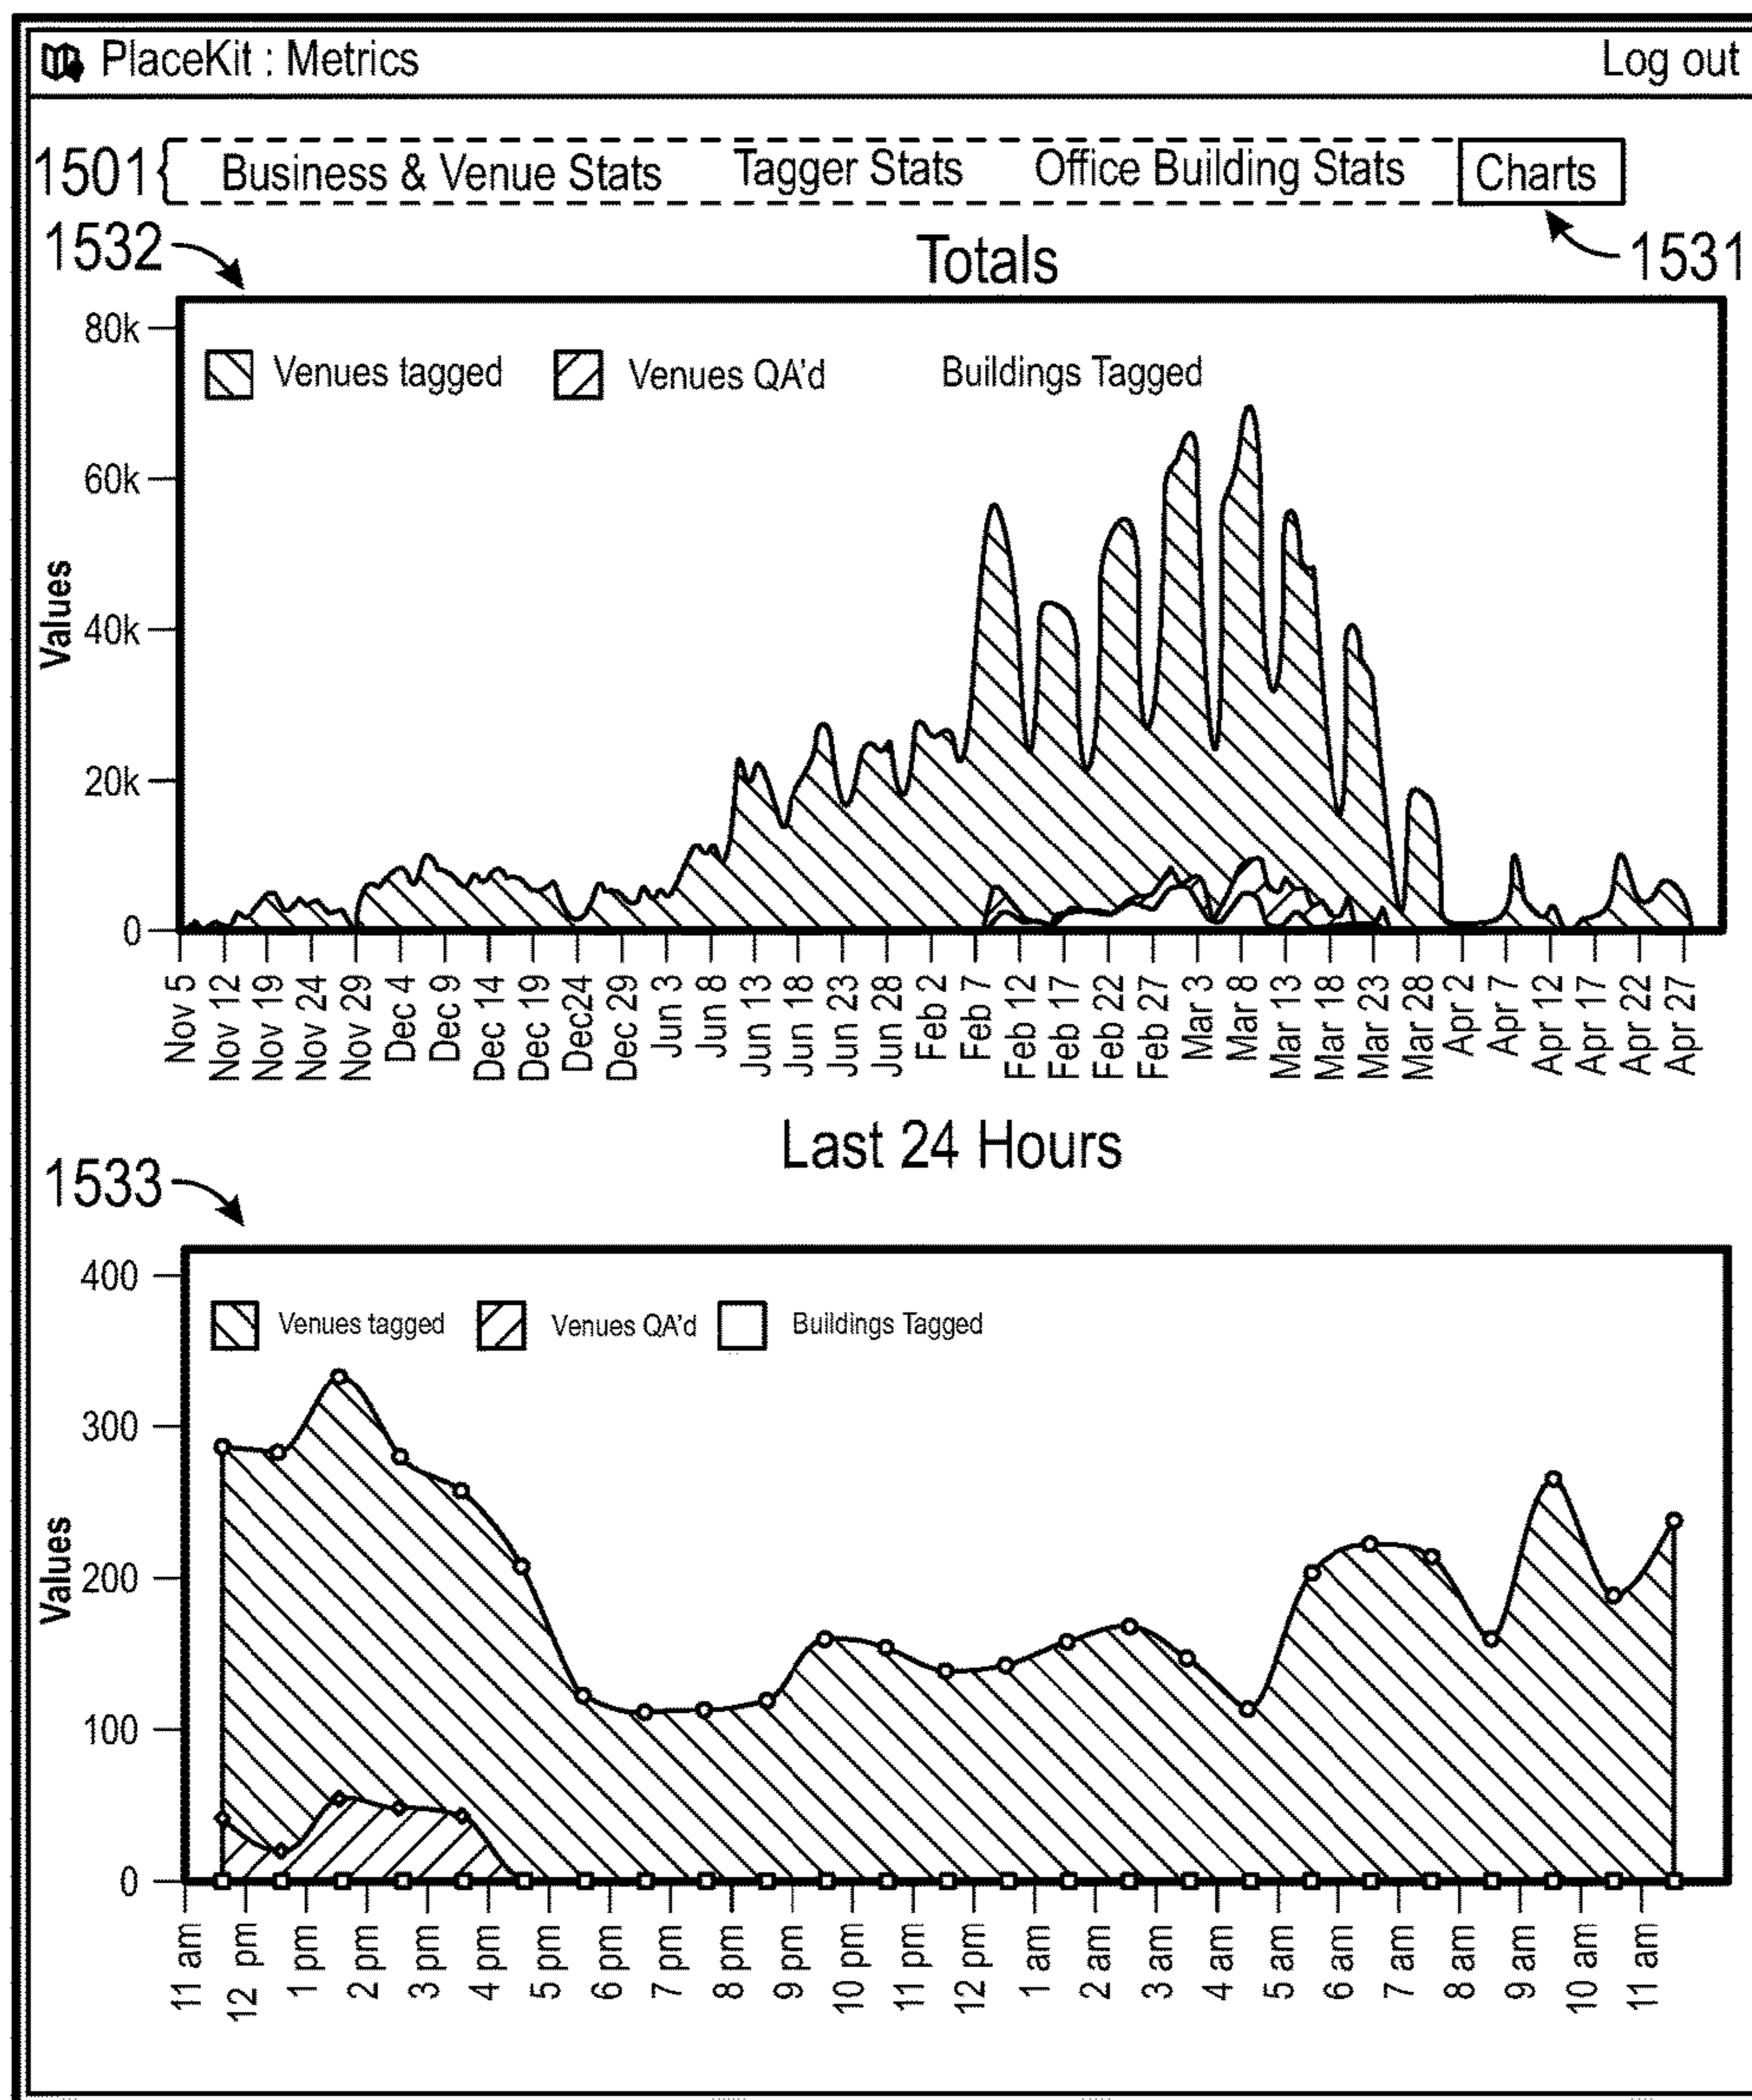 PlaceKit : Metrics
Log out
1501
Business & Venue Stats
Tagger Stats
Office Building Stats
Charts
1532
Totals
1531
80k
60k
40k
20k
0
Values
Venues tagged
Venues QA'd
Buildings Tagged
Nov 5
Nov 12
Nov 19
Nov 24
Nov 29
Dec 4
Dec 9
Dec 14
Dec 19
Dec24
Dec 29
Jun 3
Jun 8
Jun 13
Jun 18
Jun 23
Jun 28
Feb 2
Feb 7
Feb 12
Feb 17
Feb 22
Feb 27
Mar 3
Mar 8
Mar 13
Mar 18
Mar 23
Mar 28
Apr 2
Apr 7
Apr 12
Apr 17
Apr 22
Apr 27
Last 24 Hours
1533
400
300
200
100
0
Values
Venues tagged
Venues QA'd
Buildings Tagged
11 am
12 pm
1 pm
2 pm
3 pm
4 pm
5 pm
6 pm
7 pm
8 pm
9 pm
10 pm
11 pm
12 pm
1 am
2 am
3 am
4 am
5 am
6 am
7 am
8 am
9 am
10 am
11 am